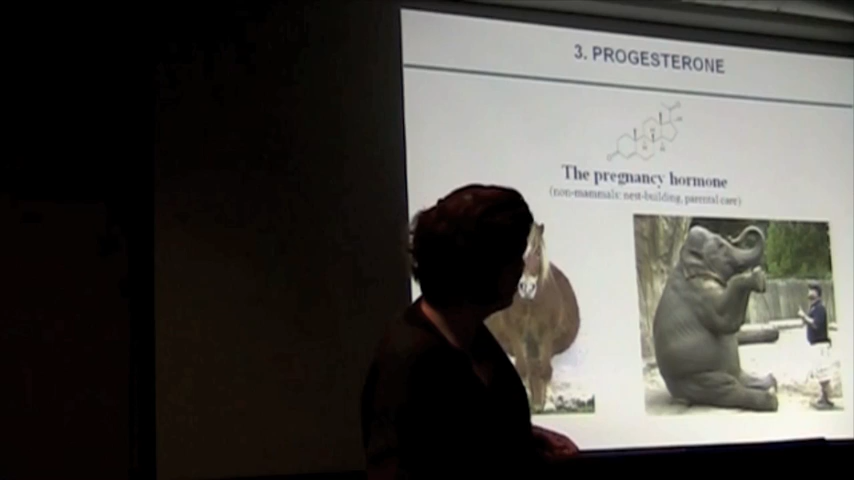 3. PROGESTERONE
The pregnancy hormone
(non-mammals: nest-building, parental care)